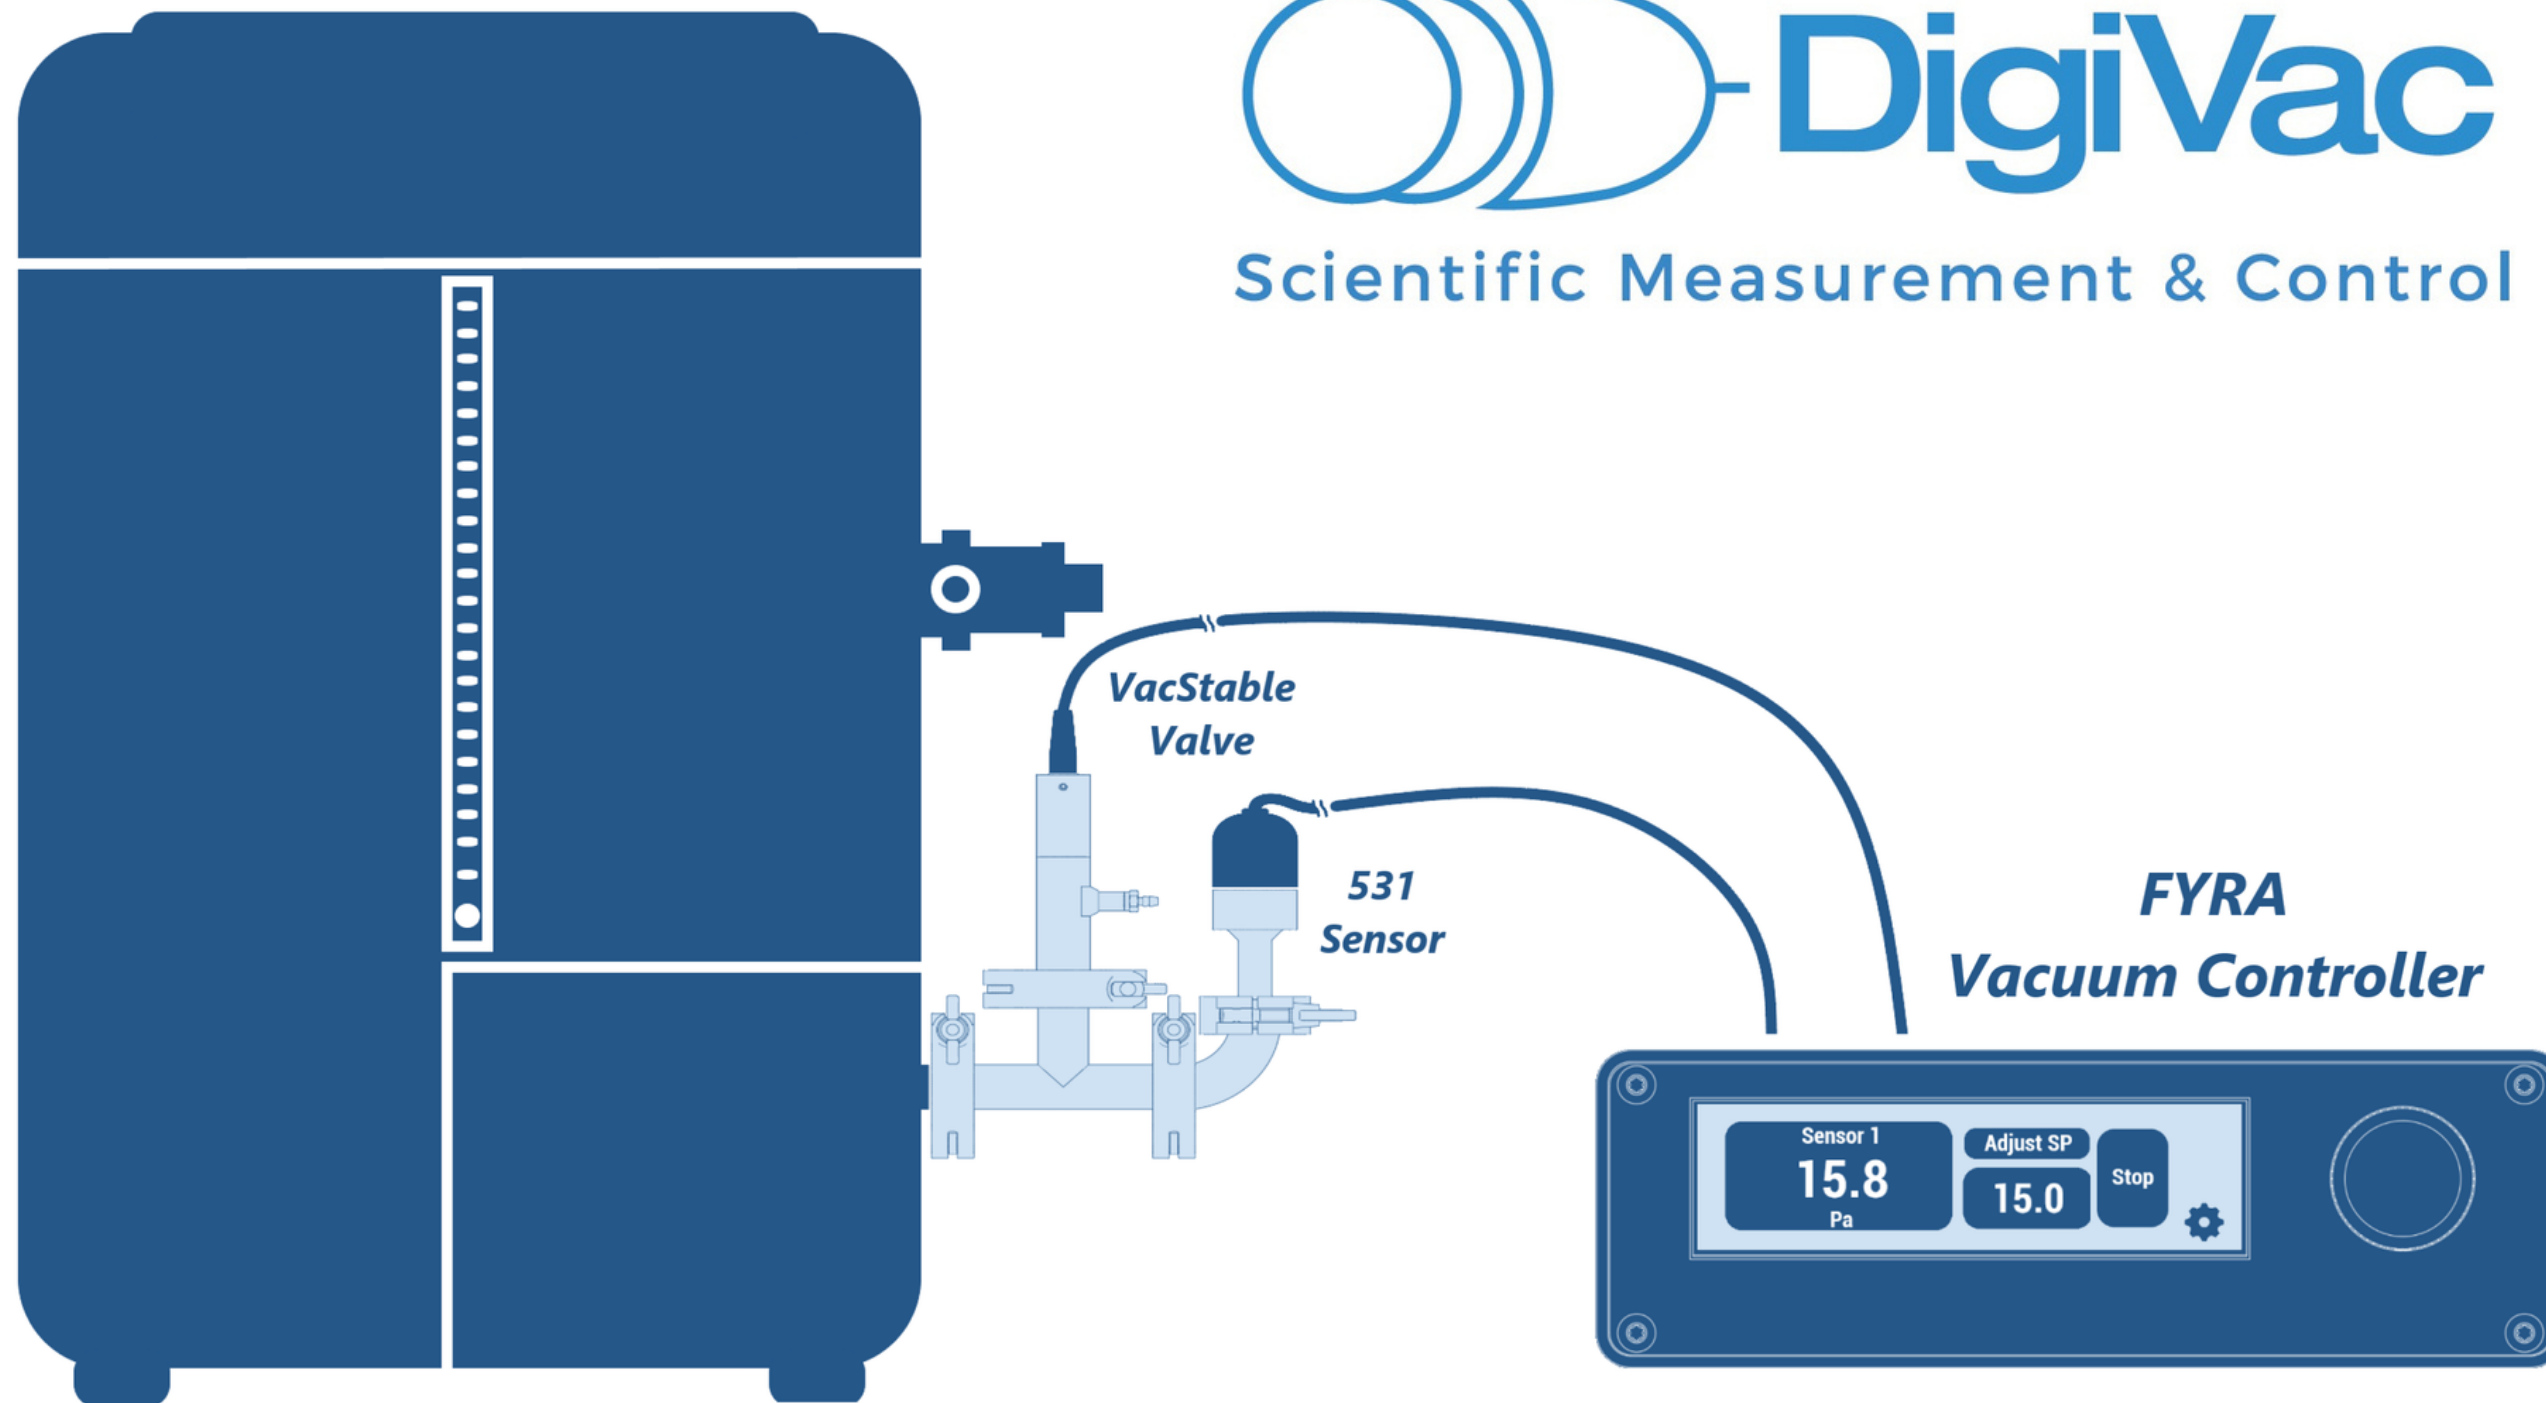 DigiVac
Scientific Measurement & Control
VacStable
Valve
531
Sensor
FYRA
Vacuum Controller
Sensor 1
15.8
Pa
Adjust SP
15.0
Stop